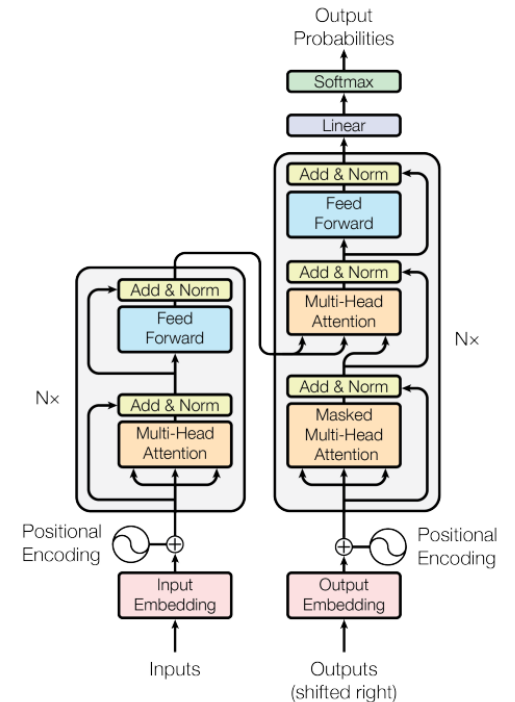 Output
Probabilities
Softmax
Linear
Add & Norm
Feed
Forward
Add & Norm
Multi-Head
Attention
Add & Norm
Masked
Multi-Head
Attention
N×
Add & Norm
Feed
Forward
N×
Add & Norm
Multi-Head
Attention
Positional
Encoding
Positional
Encoding
Input
Embedding
Output
Embedding
Inputs
Outputs
(shifted right)